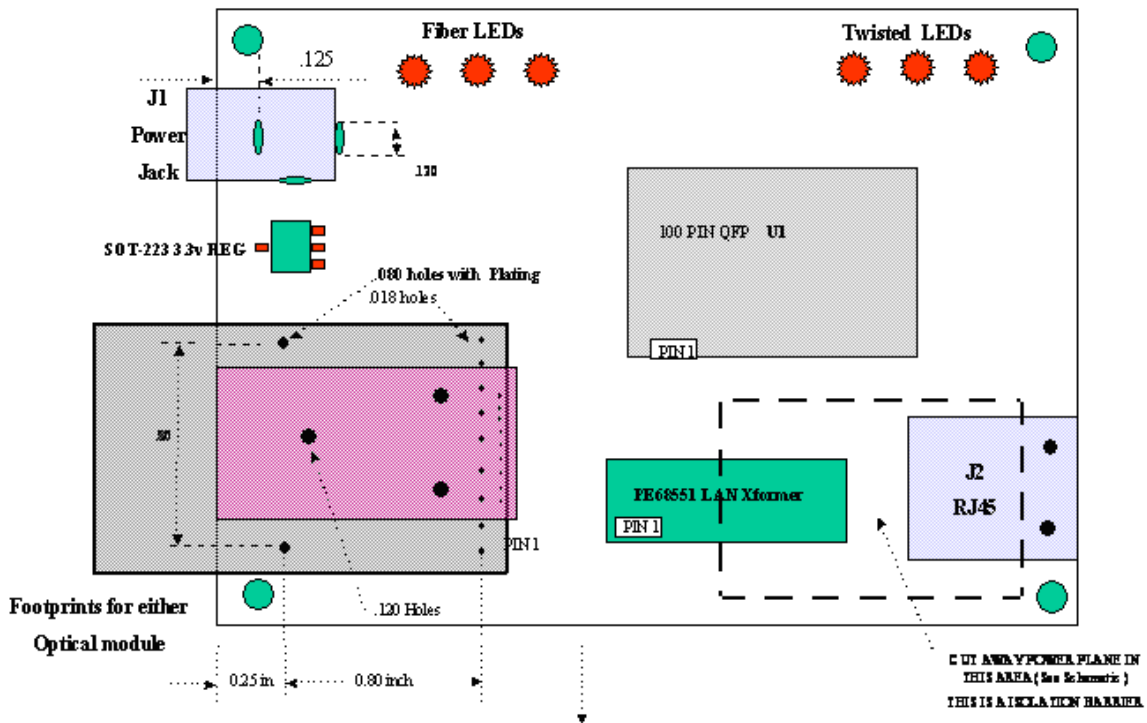 Fiber LEDs
Twisted LEDs
.125
J1
Power
Jack
.120
SOT-223 3.3v REG
100 PIN QFP U1
.080 holes with Plating
.018 holes
PIN 1
.80
J2
RJ45
PE68551 LAN Xformer
PIN 1
PIN 1
Footprints for either
Optical module
.120 Holes
0.25 in
0.80 inch
CUT AWAY POWER PLANE IN
THIS AREA ( See Schematic )
THIS IS A ISOLATION BARRIER